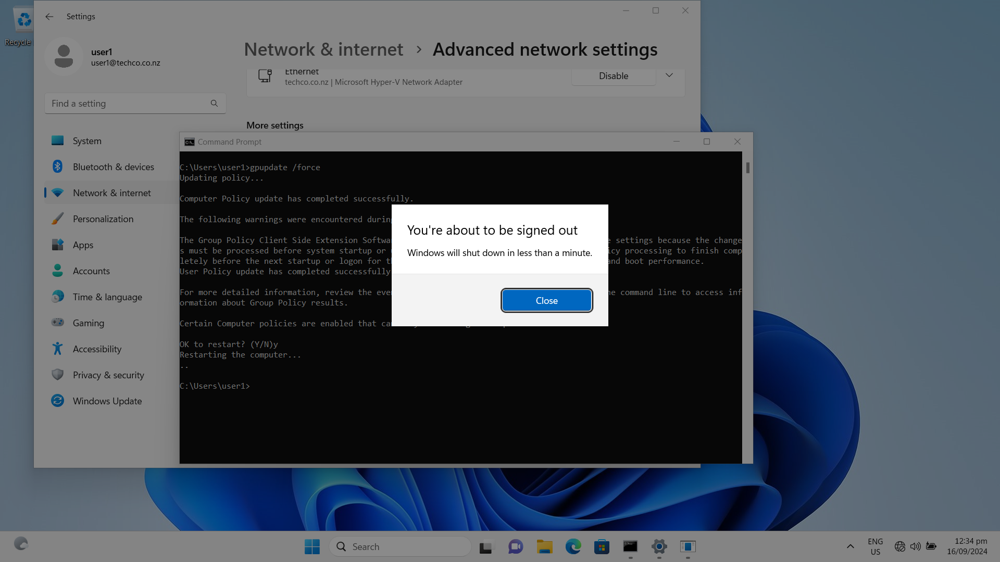 Recycle
Settings
user1
user1@techco.co.nz
Find a setting
System
Bluetooth & devices
Network & internet
Personalization
Apps
Accounts
Time & language
Gaming
Accessibility
Privacy & security
Windows Update
Network & internet > Advanced network settings
Ethernet
techco.co.nz | Microsoft Hyper-V Network Adapter
Disable
More settings
Command Prompt
C:\Users\user1>gpupdate /force
Updating policy...
Computer Policy update has completed successfully.
The following warnings were encountered during
The Group Policy Client Side Extension Softwa settings because the change
s must be processed before system startup or icy processing to finish comp
letely before the next startup or logon for t and boot performance.
User Policy update has completed successfully
For more detailed information, review the eve he command line to access inf
ormation about Group Policy results.
Certain Computer policies are enabled that ca
OK to restart? (Y/N)y
Restarting the computer...
..
C:\Users\user1>
You're about to be signed out
Windows will shut down in less than a minute.
Close
Search
ENG
US
12:34 pm
16/09/2024